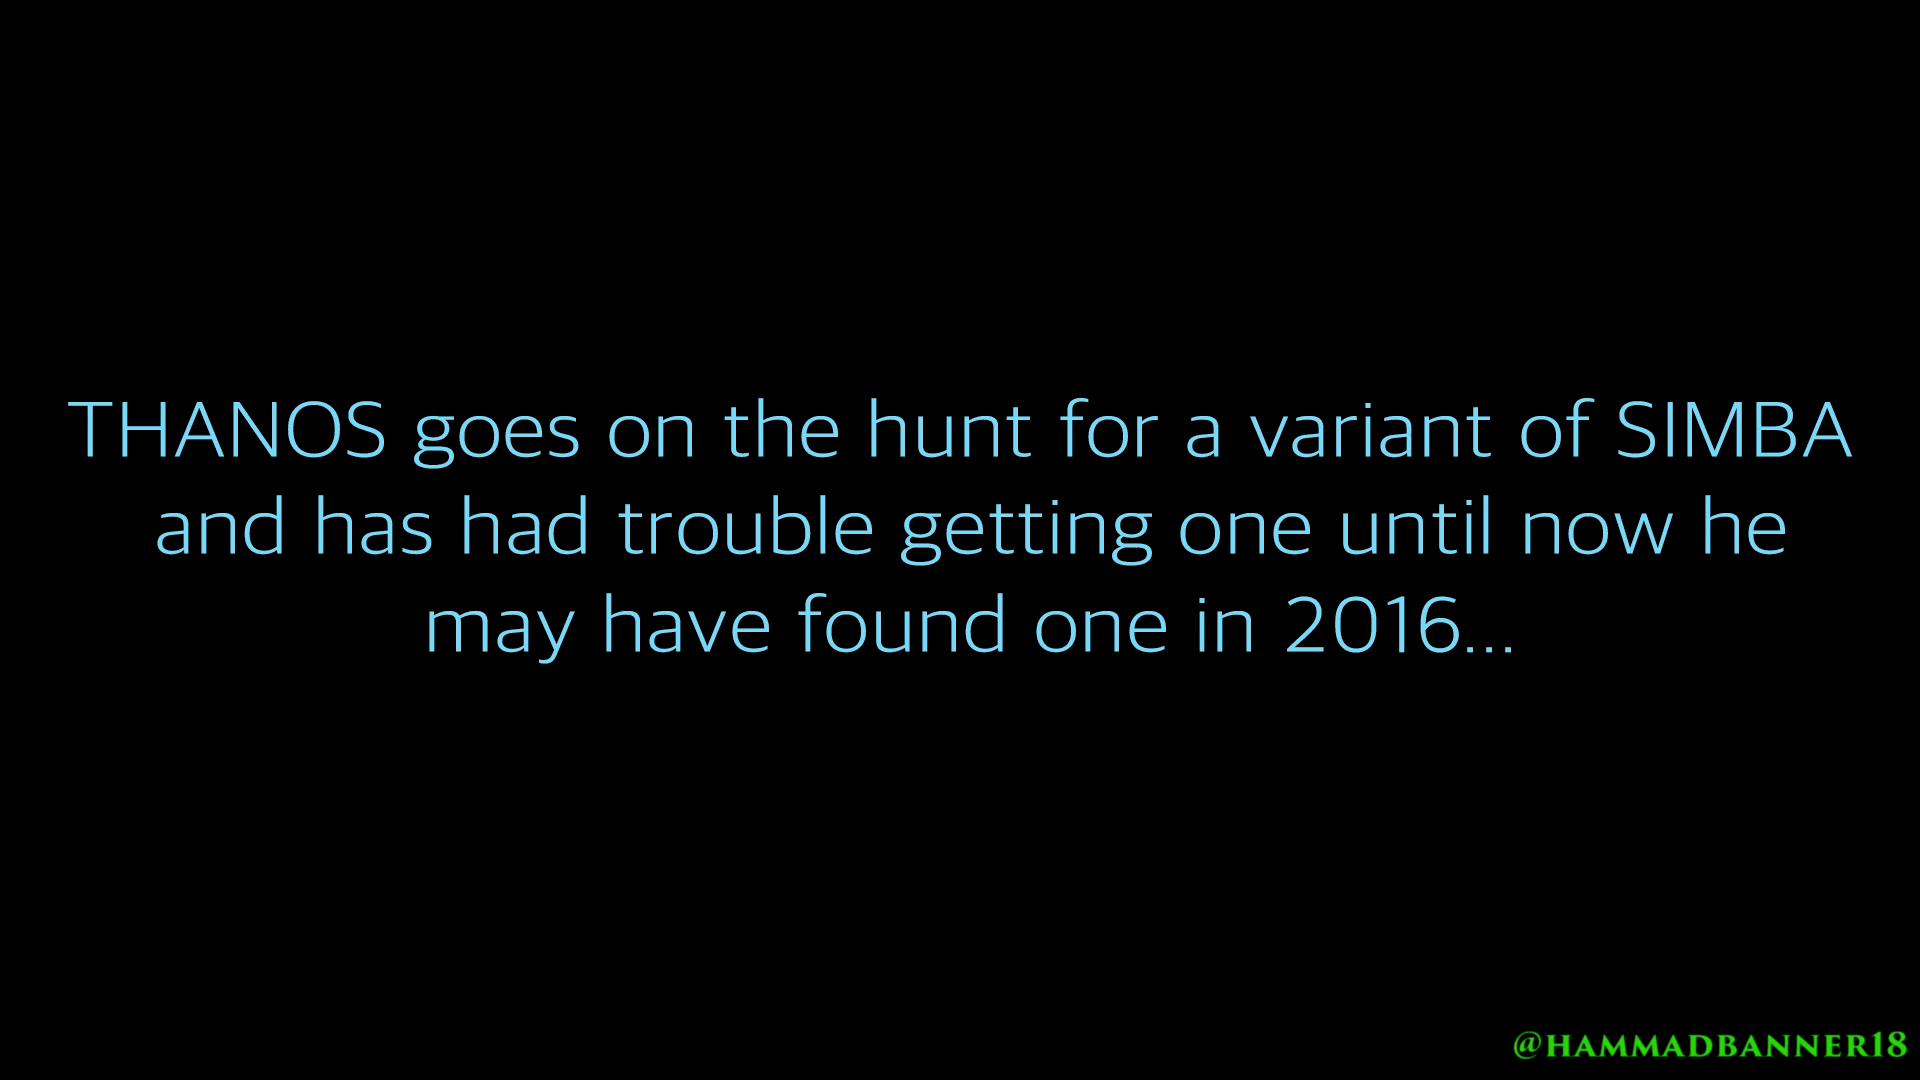 THANOS goes on the hunt for a variant of SIMBA
and has had trouble getting one until now he
may have found one in 2016...
@HAMMADBANNER18